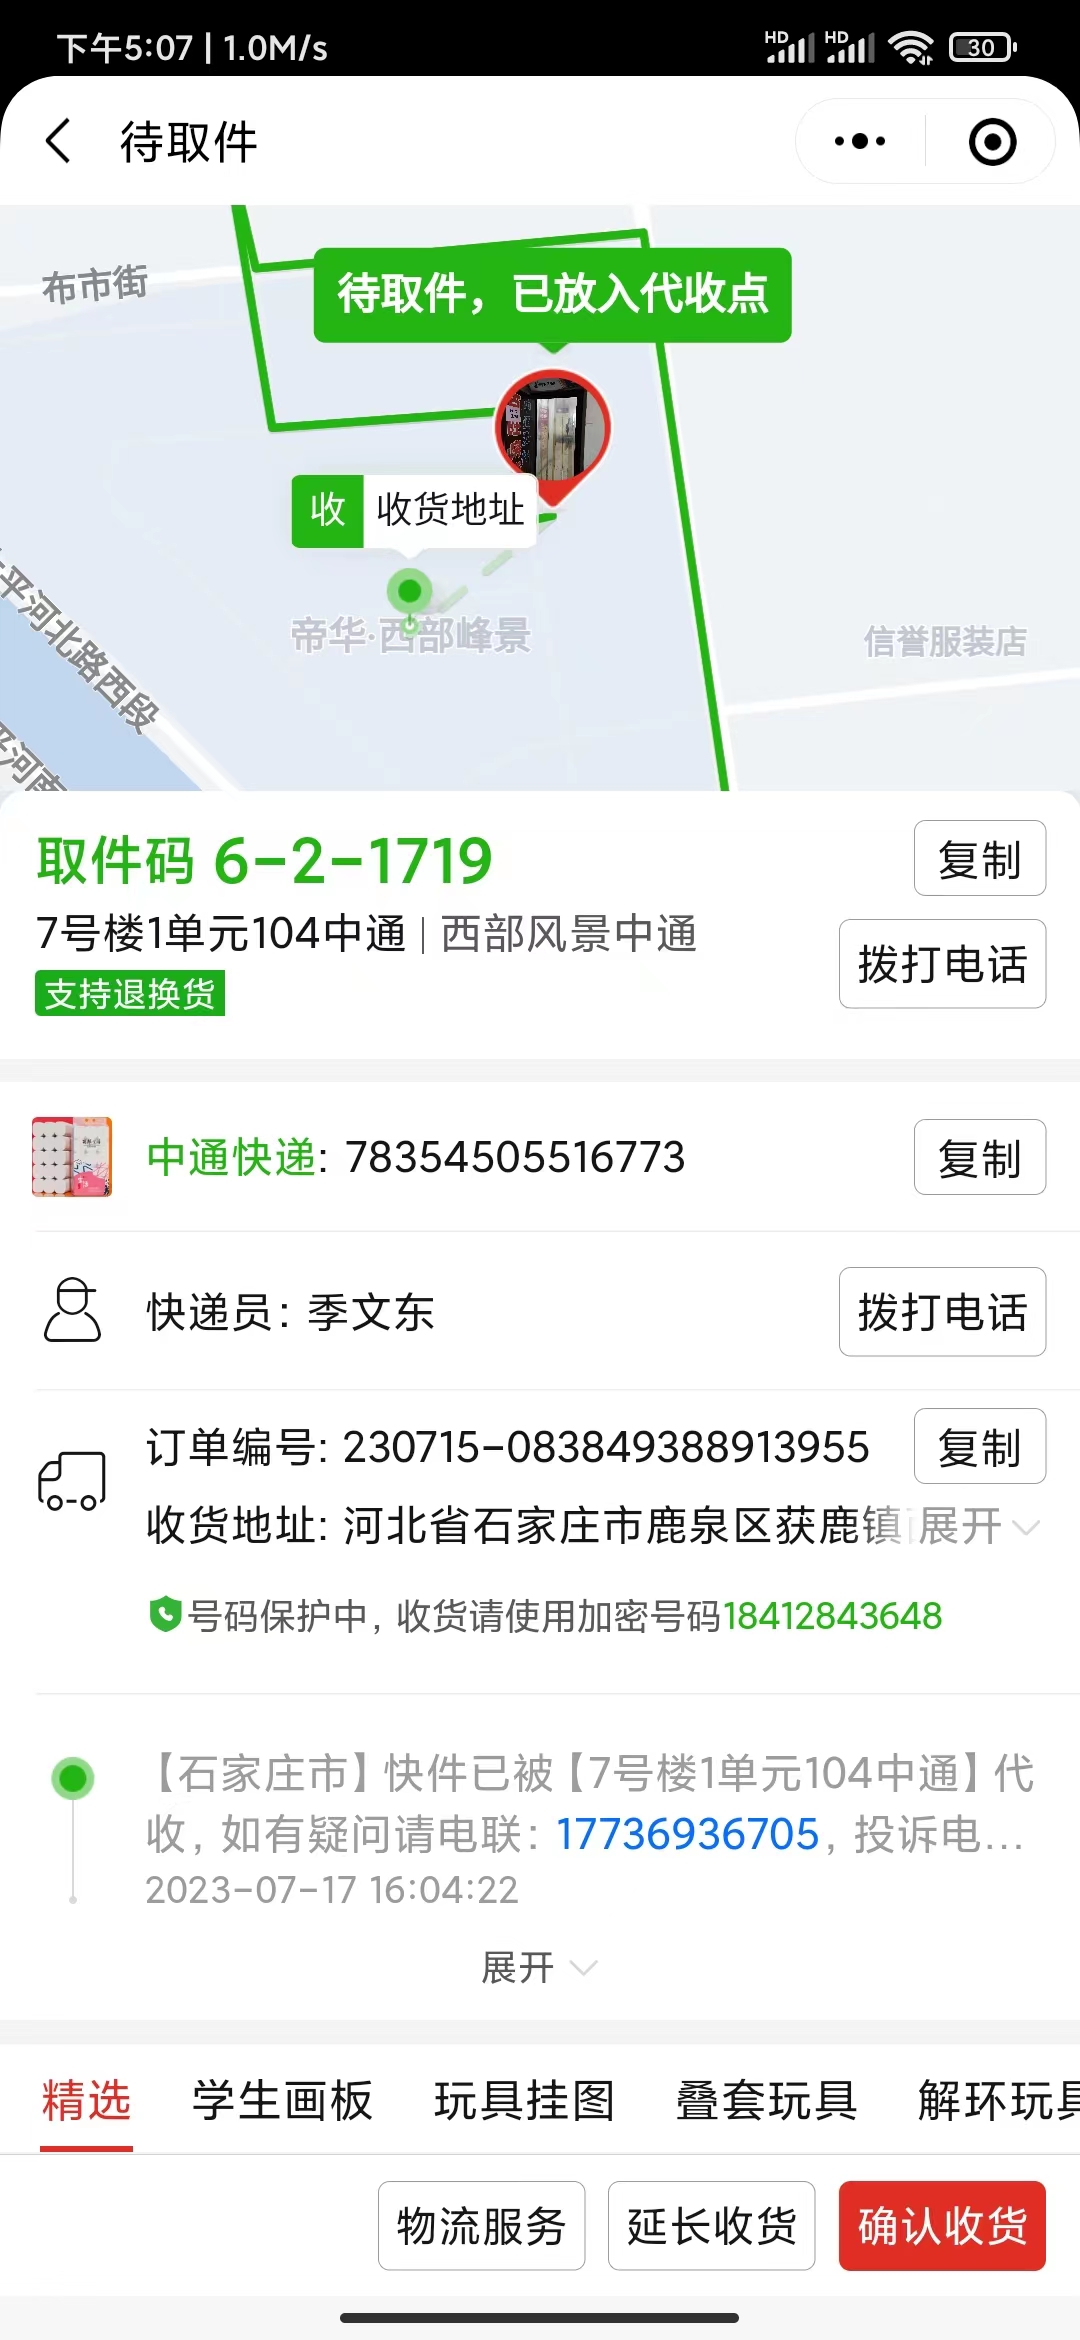 下午5:07 | 1.0M/s
HD HD 30
待取件
布市街
待取件，已放入代收点
收 收货地址
平河北路西段
帝华·西部峰景
信誉服装店
平河南
取件码 6-2-1719
复制
7号楼1单元104中通 | 西部风景中通
拨打电话
支持退换货
中通快递: 78354505516773
复制
快递员: 季文东
拨打电话
订单编号: 230715-083849388913955
复制
收货地址: 河北省石家庄市鹿泉区获鹿镇 展开
号码保护中, 收货请使用加密号码18412843648
【石家庄市】快件已被【7号楼1单元104中通】代
收, 如有疑问请电联: 17736936705, 投诉电...
2023-07-17 16:04:22
展开
精选 学生画板 玩具挂图 叠套玩具 解环玩具
物流服务 延长收货 确认收货